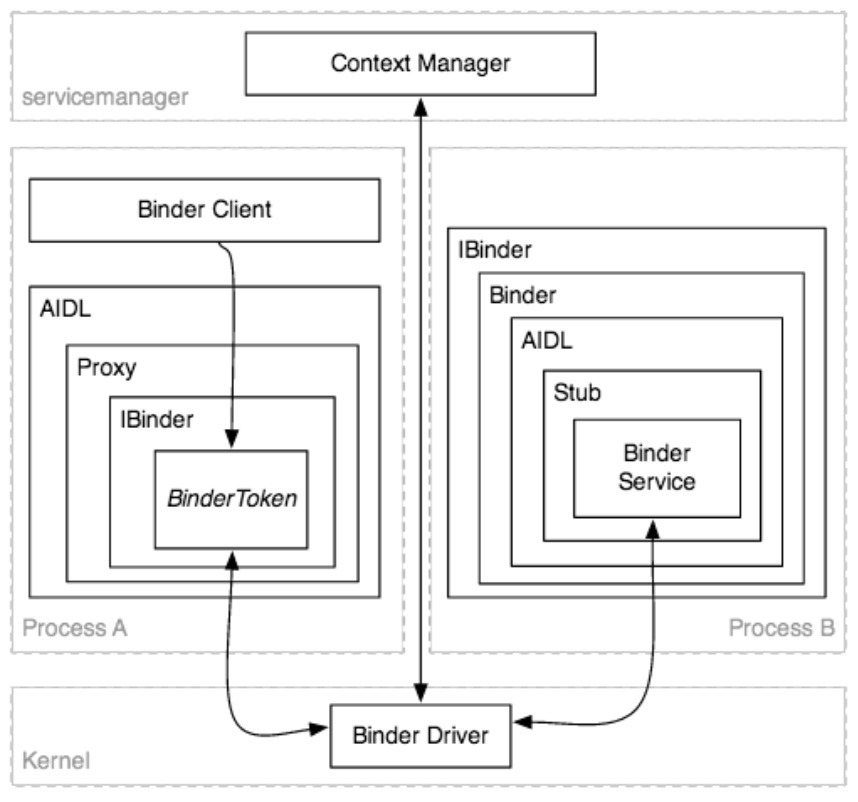 Context Manager
servicemanager
Binder Client
AIDL
Proxy
IBinder
BinderToken
Process A
IBinder
Binder
AIDL
Stub
Binder
Service
Process B
Binder Driver
Kernel